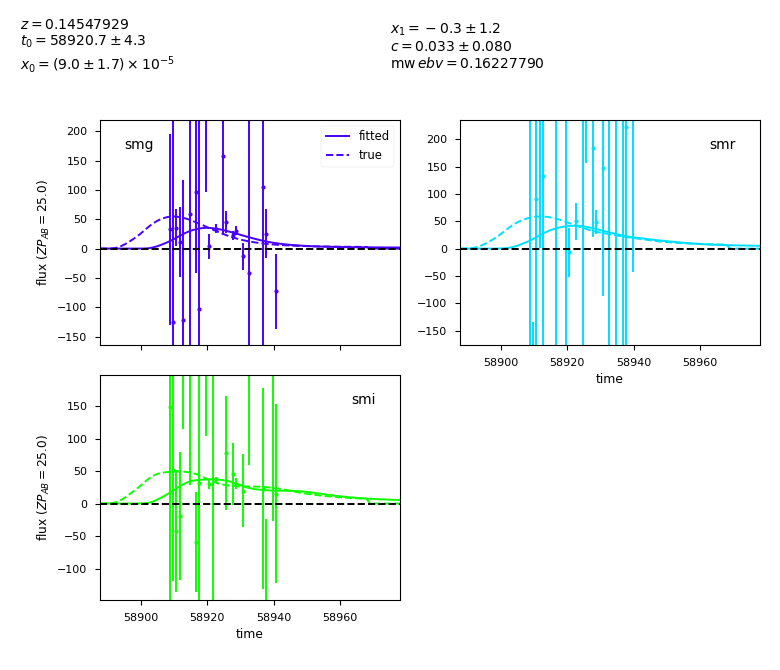 z = 0.14547929
t₀ = 58920.7 ± 4.3
x₀ = (9.0 ± 1.7) × 10⁻⁵
x₁ = −0.3 ± 1.2
c = 0.033 ± 0.080
mw ebv = 0.16227790
smg
fitted
true
200
150
100
50
0
−50
−100
−150
flux (ZP_AB = 25.0)
smr
200
150
100
50
0
−50
−100
−150
58900 58920 58940 58960
time
smi
150
100
50
0
−50
−100
flux (ZP_AB = 25.0)
58900 58920 58940 58960
time